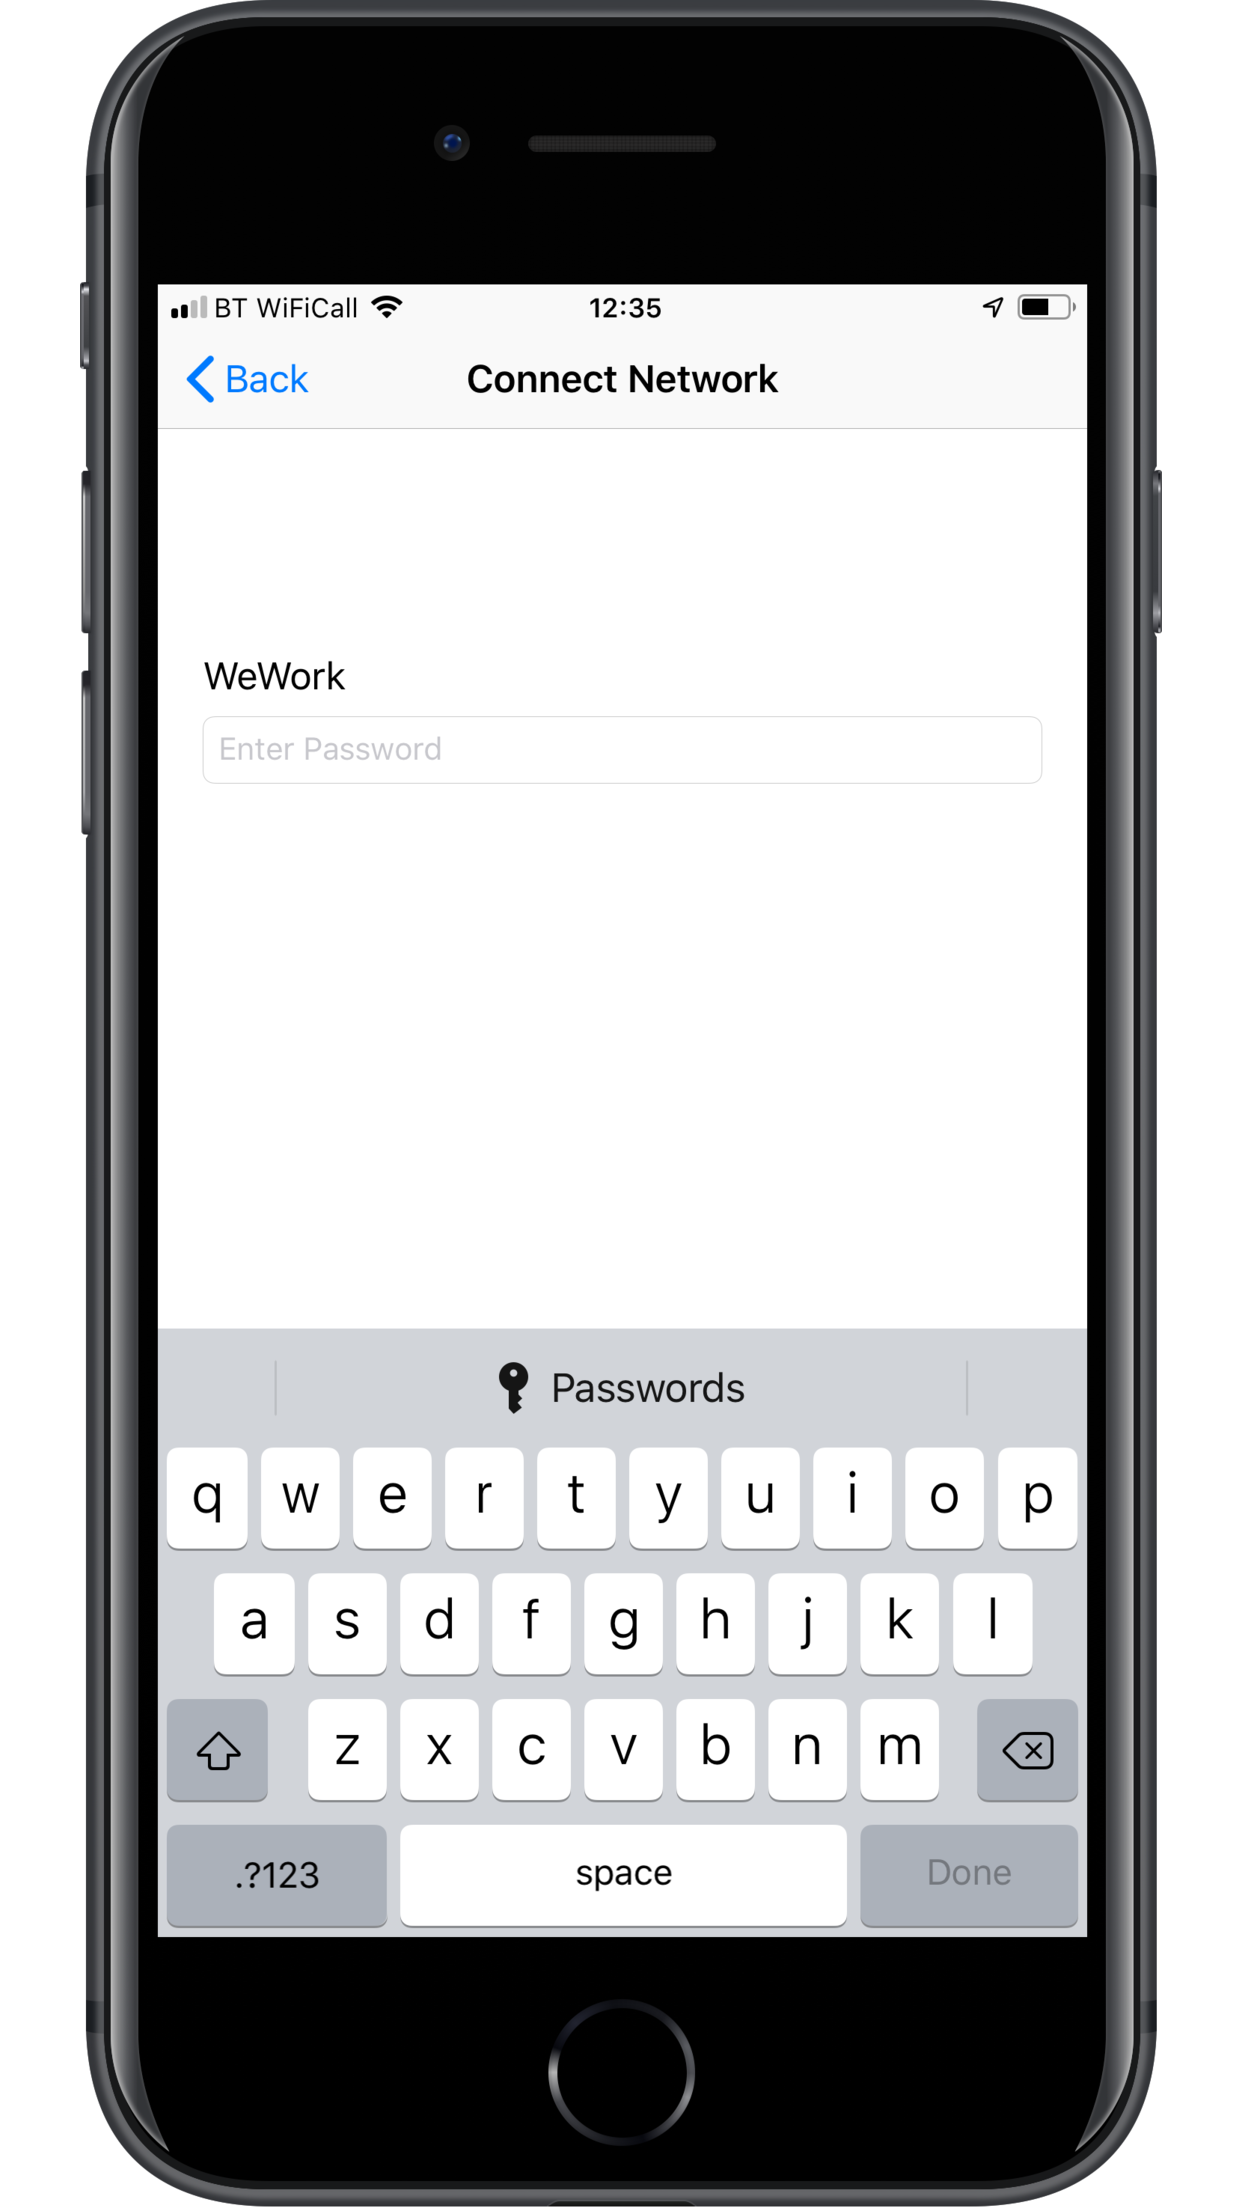 BT WiFiCall 12:35
Back Connect Network
WeWork
Enter Password
Passwords
q w e r t y u i o p
a s d f g h j k l
z x c v b n m
.?123 space Done